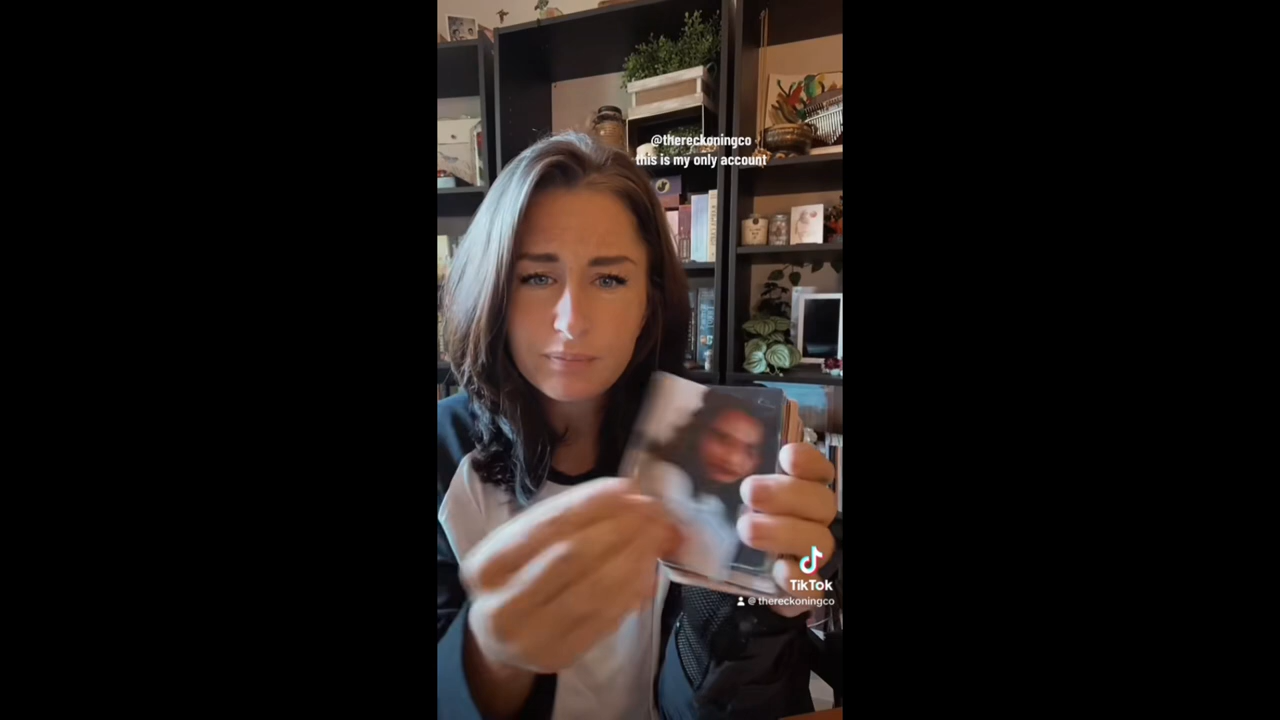 @thereckoningco
this is my only account
TikTok
@ thereckoningco